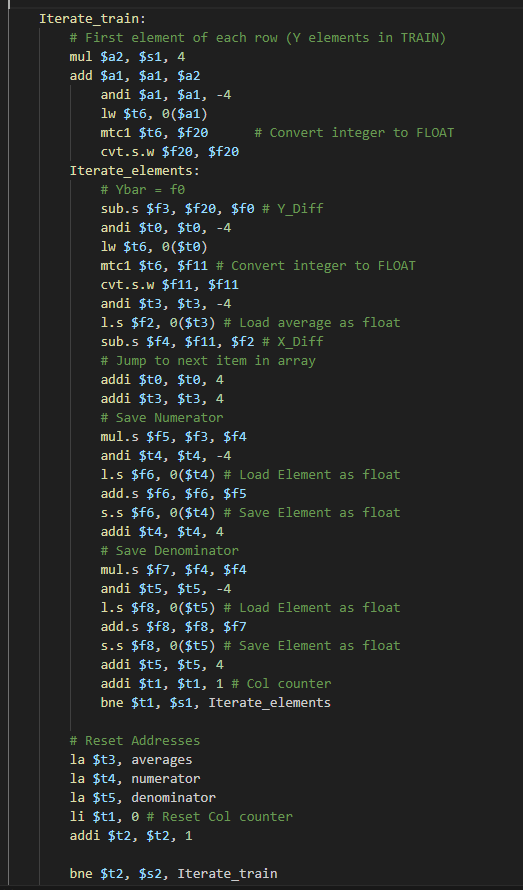 Iterate_train:
# First element of each row (Y elements in TRAIN)
mul $a2, $s1, 4
add $a1, $a1, $a2
andi $a1, $a1, -4
lw $t6, 0($a1)
mtc1 $t6, $f20 # Convert integer to FLOAT
cvt.s.w $f20, $f20
Iterate_elements:
# Ybar = f0
sub.s $f3, $f20, $f0 # Y_Diff
andi $t0, $t0, -4
lw $t6, 0($t0)
mtc1 $t6, $f11 # Convert integer to FLOAT
cvt.s.w $f11, $f11
andi $t3, $t3, -4
l.s $f2, 0($t3) # Load average as float
sub.s $f4, $f11, $f2 # X_Diff
# Jump to next item in array
addi $t0, $t0, 4
addi $t3, $t3, 4
# Save Numerator
mul.s $f5, $f3, $f4
andi $t4, $t4, -4
l.s $f6, 0($t4) # Load Element as float
add.s $f6, $f6, $f5
s.s $f6, 0($t4) # Save Element as float
addi $t4, $t4, 4
# Save Denominator
mul.s $f7, $f4, $f4
andi $t5, $t5, -4
l.s $f8, 0($t5) # Load Element as float
add.s $f8, $f8, $f7
s.s $f8, 0($t5) # Save Element as float
addi $t5, $t5, 4
addi $t1, $t1, 1 # Col counter
bne $t1, $s1, Iterate_elements
# Reset Addresses
la $t3, averages
la $t4, numerator
la $t5, denominator
li $t1, 0 # Reset Col counter
addi $t2, $t2, 1
bne $t2, $s2, Iterate_train